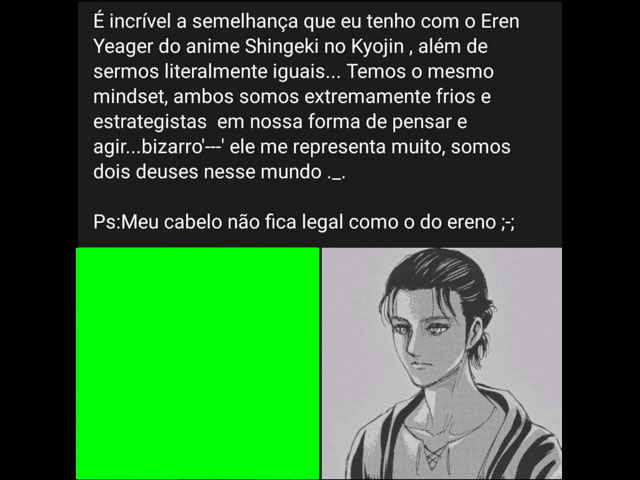 É incrível a semelhança que eu tenho com o Eren
Yeager do anime Shingeki no Kyojin , além de
sermos literalmente iguais... Temos o mesmo
mindset, ambos somos extremamente frios e
estrategistas  em nossa forma de pensar e
agir...bizarro'---' ele me representa muito, somos
dois deuses nesse mundo ._.
Ps:Meu cabelo não fica legal como o do ereno ;-;